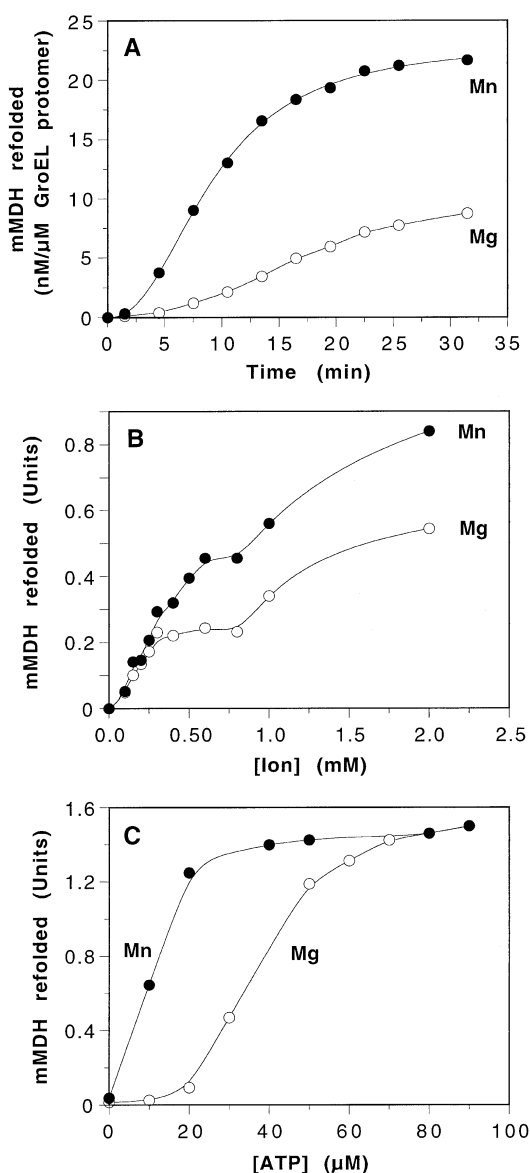 A
mMDH refolded
(nM/µM GroEL protomer)
25
20
15
10
5
0
Mn
Mg
0 5 10 15 20 25 30 35
Time (min)
B
mMDH refolded (Units)
0.8
0.6
0.4
0.2
0
Mn
Mg
0.0 0.50 1.0 1.5 2.0 2.5
[Ion] (mM)
C
mMDH refolded (Units)
1.6
1.2
0.8
0.4
0
Mn
Mg
0 20 40 60 80 100
[ATP] (µM)